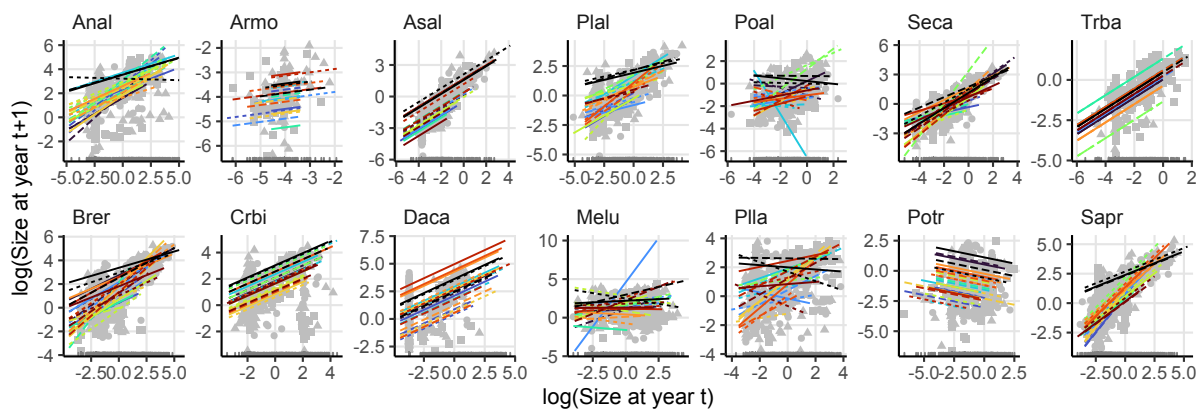 Anal Armo Asal Plal Poal Seca Trba
6 4 2 0 -2
-5.0 -2.5 0.0 2.5 5.0
-2 -3 -4 -5 -6
-6 -5 -4 -3 -2
6 3 0 -3 -6
-6 -4 -2 0 2 4
2.5 0.0 -2.5 -5.0
-5.0 -2.5 0.0 2.5
4 2 0 -2 -4 -6
-6 -4 -2 0 2
6 3 0 -3
-6 -4 -2 0 2 4
0.0 -2.5 -5.0
-6 -4 -2 0 2
log(Size at year t+1)
Brer Crbi Daca Melu Plla Potr Sapr
6 4 2 0 -2 -4
-2.5 0.0 2.5 5.0
4 2 0 -2
-2 0 2 4
7.5 5.0 2.5 0.0 -2.5
-2.5 0.0 2.5 5.0
10 5 0 -5
-2.5 0.0 2.5
4 2 0 -2 -4
-4 -2 0 2 4
2.5 0.0 -2.5 -5.0
-6 -4 -2 0 2
5.0 2.5 0.0 -2.5
-2.5 0.0 2.5 5.0
log(Size at year t)